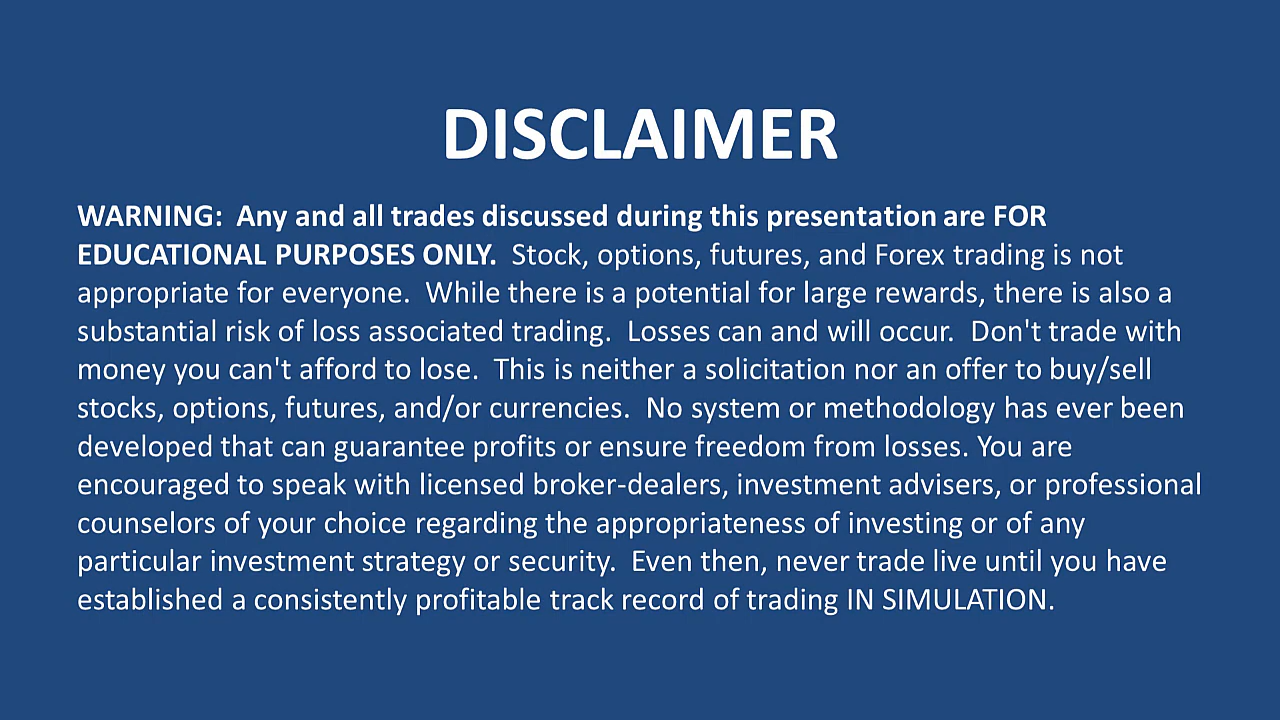 DISCLAIMER
WARNING:  Any and all trades discussed during this presentation are FOR
EDUCATIONAL PURPOSES ONLY.  Stock, options, futures, and Forex trading is not
appropriate for everyone.  While there is a potential for large rewards, there is also a
substantial risk of loss associated trading.  Losses can and will occur.  Don't trade with
money you can't afford to lose.  This is neither a solicitation nor an offer to buy/sell
stocks, options, futures, and/or currencies.  No system or methodology has ever been
developed that can guarantee profits or ensure freedom from losses. You are
encouraged to speak with licensed broker-dealers, investment advisers, or professional
counselors of your choice regarding the appropriateness of investing or of any
particular investment strategy or security.  Even then, never trade live until you have
established a consistently profitable track record of trading IN SIMULATION.